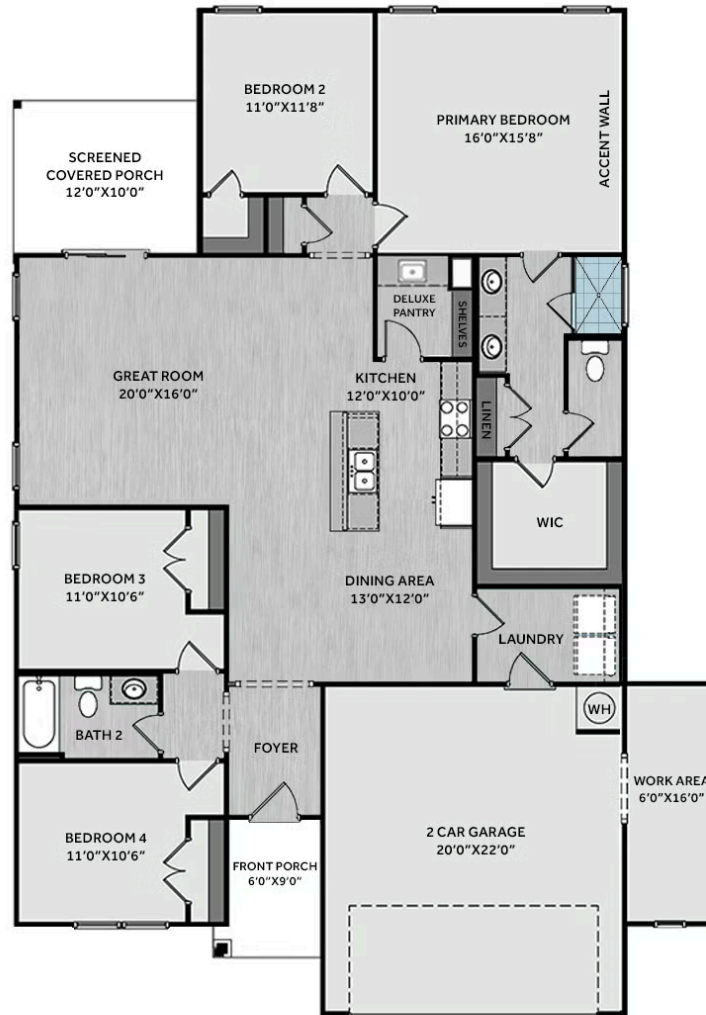 BEDROOM 2
11'0"X11'8"
PRIMARY BEDROOM
16'0"X15'8"
ACCENT WALL
SCREENED
COVERED PORCH
12'0"X10'0"
DELUXE
PANTRY
SHELVES
GREAT ROOM
20'0"X16'0"
KITCHEN
12'0"X10'0"
LINEN
WIC
BEDROOM 3
11'0"X10'6"
DINING AREA
13'0"X12'0"
LAUNDRY
BATH 2
FOYER
WH
WORK AREA
6'0"X16'0"
BEDROOM 4
11'0"X10'6"
2 CAR GARAGE
20'0"X22'0"
FRONT PORCH
6'0"X9'0"